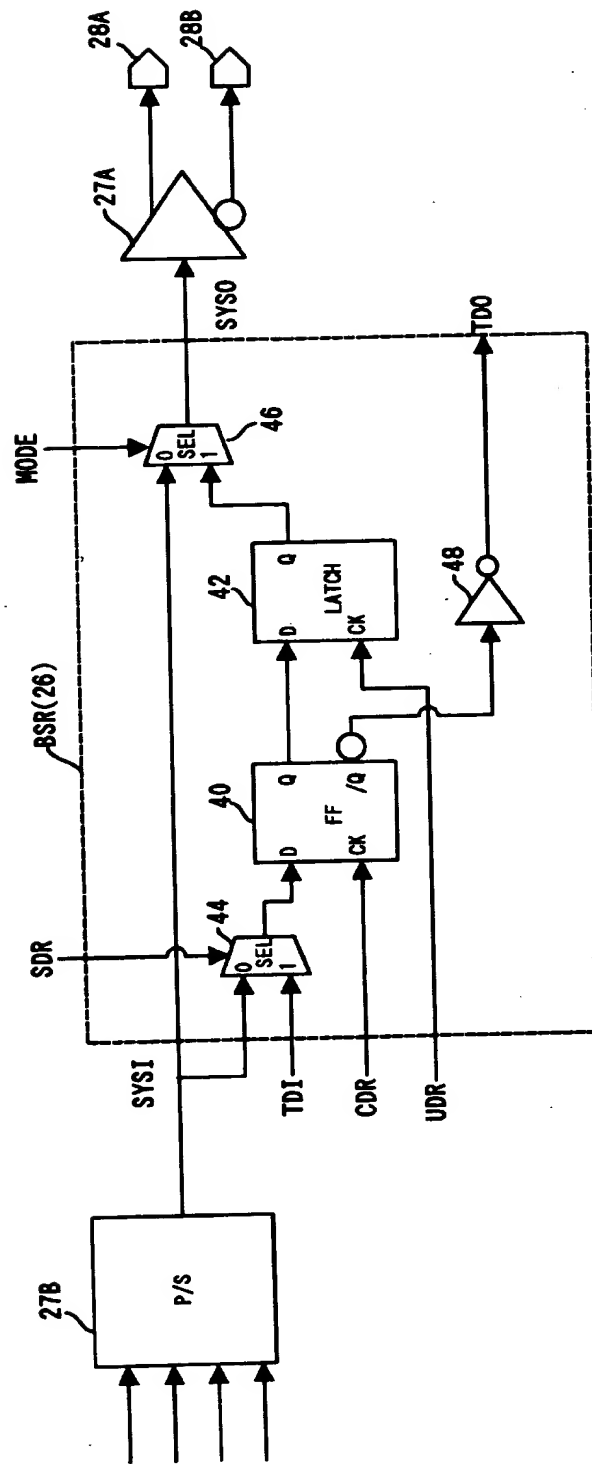 28A
28B
27A
SYSO
TDO
MODE
46
0
SEL
1
BSR(26)
42
D
Q
LATCH
CK
48
40
D
Q
FF
CK
/Q
SDR
44
0
SEL
1
SYSI
TDI
CDR
UDR
27B
P/S